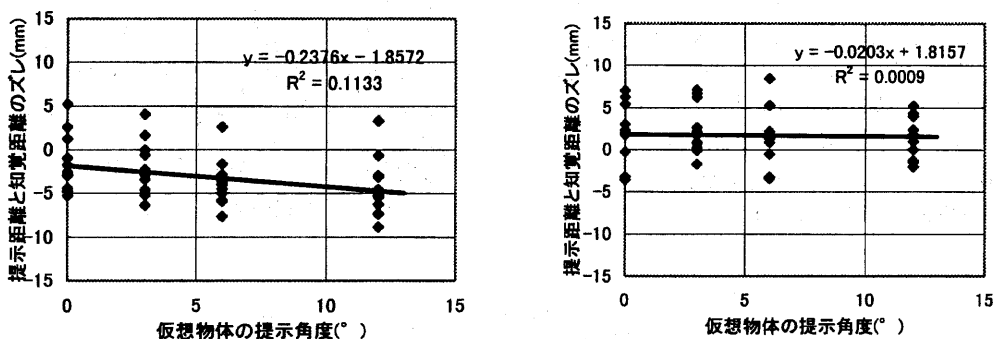 提示距離と知覚距離のズレ(mm)
15
10
5
0
-5
-10
-15
y = -0.2376x - 1.8572
R² = 0.1133
0
5
10
15
仮想物体の提示角度(°)
提示距離と知覚距離のズレ(mm)
15
10
5
0
-5
-10
-15
y = -0.0203x + 1.8157
R² = 0.0009
0
5
10
15
仮想物体の提示角度(°)